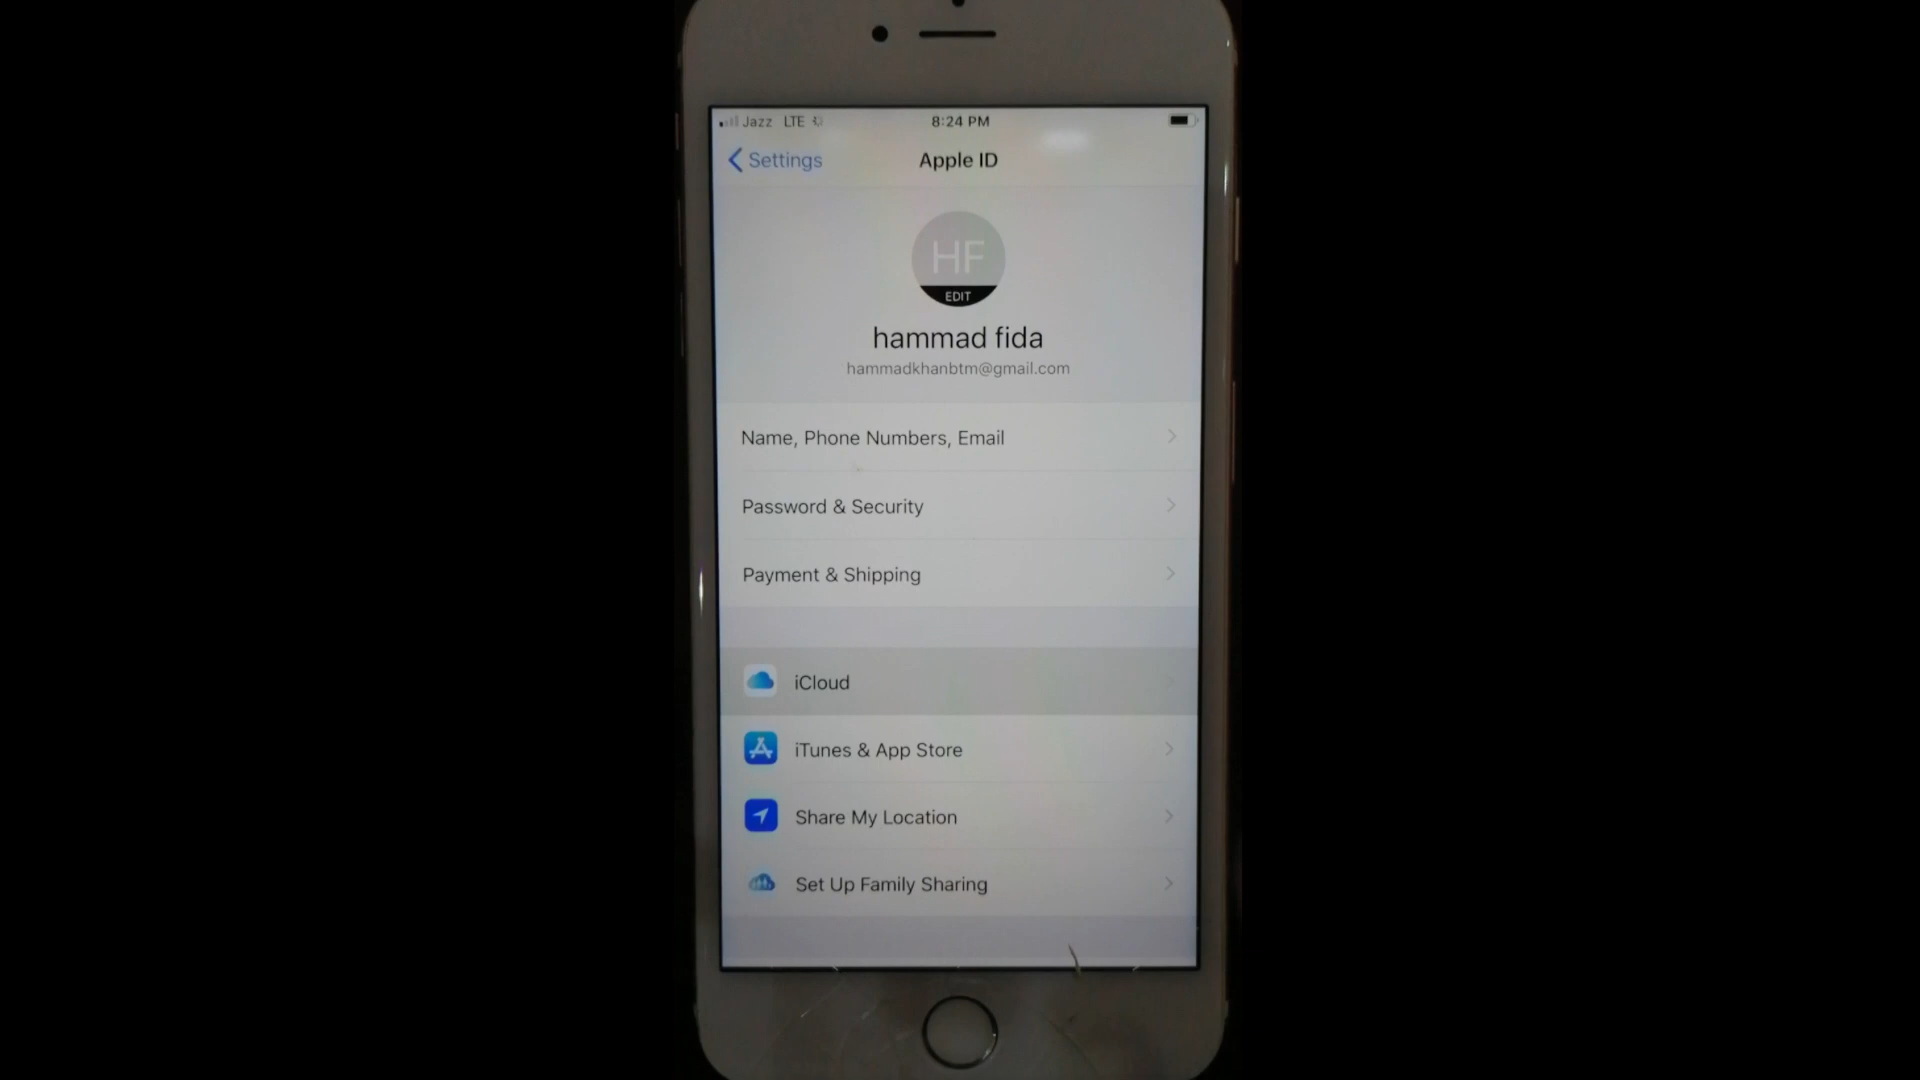 Jazz LTE
8:24 PM
Settings
Apple ID
HF
EDIT
hammad fida
hammadkhanbtm@gmail.com
Name, Phone Numbers, Email
Password & Security
Payment & Shipping
iCloud
iTunes & App Store
Share My Location
Set Up Family Sharing